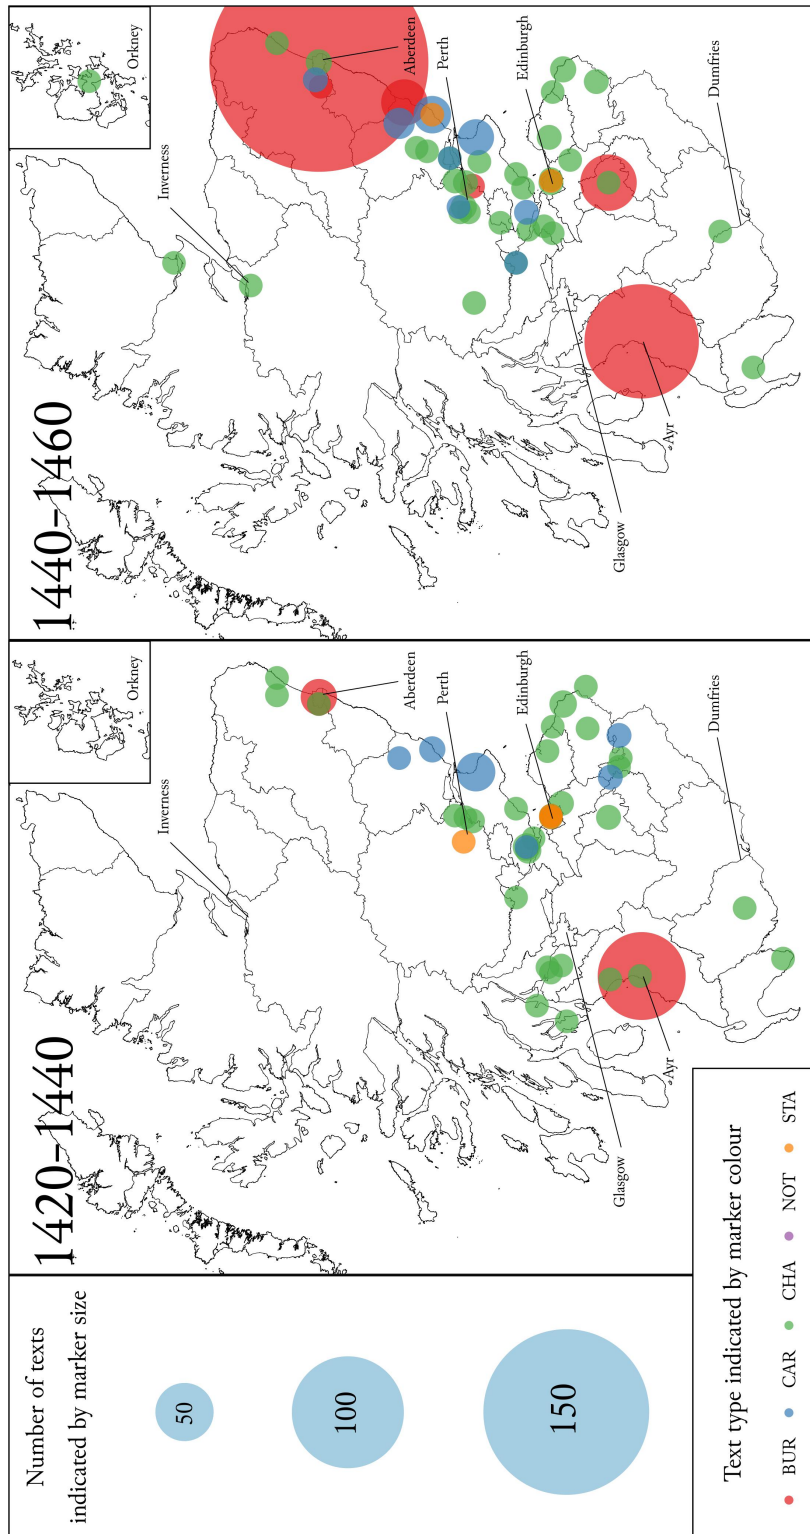 Number of texts
indicated by marker size
50
100
150
Text type indicated by marker colour
BUR
CAR
CHA
NOT
STA
1420–1440
Orkney
Inverness
Aberdeen
Perth
Edinburgh
Glasgow
Ayr
Dumfries
1440–1460
Orkney
Inverness
Aberdeen
Perth
Edinburgh
Glasgow
Ayr
Dumfries